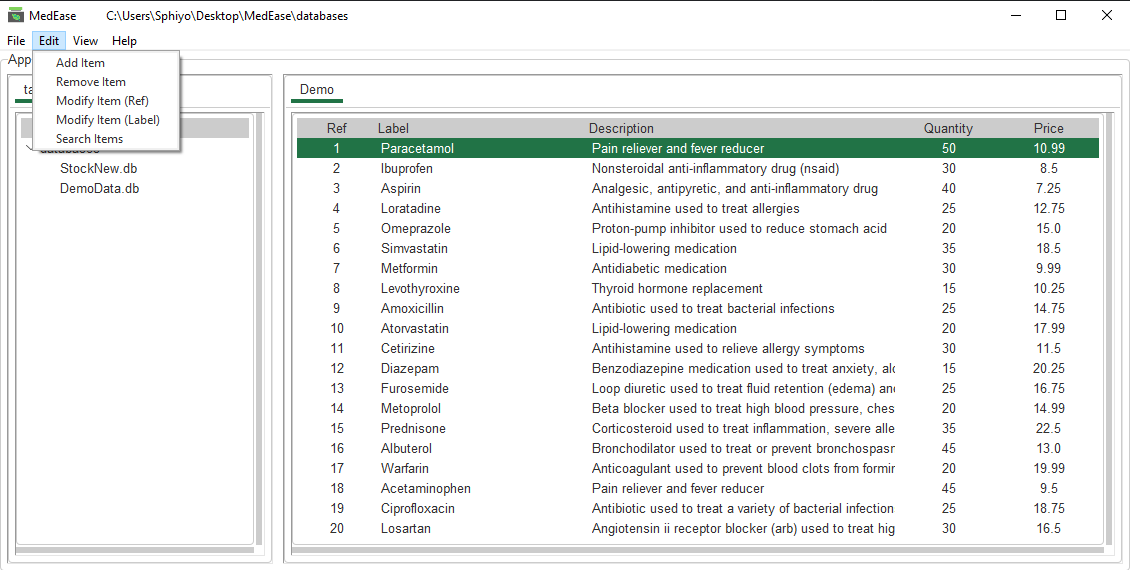 MedEase C:\Users\Sphiyo\Desktop\MedEase\databases
File Edit View Help
App
Add Item
Remove Item
Modify Item (Ref)
Modify Item (Label)
Search Items
ta
databases
StockNew.db
DemoData.db
Demo
Ref Label Description Quantity Price
1 Paracetamol Pain reliever and fever reducer 50 10.99
2 Ibuprofen Nonsteroidal anti-inflammatory drug (nsaid) 30 8.5
3 Aspirin Analgesic, antipyretic, and anti-inflammatory drug 40 7.25
4 Loratadine Antihistamine used to treat allergies 25 12.75
5 Omeprazole Proton-pump inhibitor used to reduce stomach acid 20 15.0
6 Simvastatin Lipid-lowering medication 35 18.5
7 Metformin Antidiabetic medication 30 9.99
8 Levothyroxine Thyroid hormone replacement 15 10.25
9 Amoxicillin Antibiotic used to treat bacterial infections 25 14.75
10 Atorvastatin Lipid-lowering medication 20 17.99
11 Cetirizine Antihistamine used to relieve allergy symptoms 30 11.5
12 Diazepam Benzodiazepine medication used to treat anxiety, alc 15 20.25
13 Furosemide Loop diuretic used to treat fluid retention (edema) and 25 16.75
14 Metoprolol Beta blocker used to treat high blood pressure, ches 20 14.99
15 Prednisone Corticosteroid used to treat inflammation, severe alle 35 22.5
16 Albuterol Bronchodilator used to treat or prevent bronchospasm 45 13.0
17 Warfarin Anticoagulant used to prevent blood clots from formin 20 19.99
18 Acetaminophen Pain reliever and fever reducer 45 9.5
19 Ciprofloxacin Antibiotic used to treat a variety of bacterial infection 25 18.75
20 Losartan Angiotensin ii receptor blocker (arb) used to treat hig 30 16.5